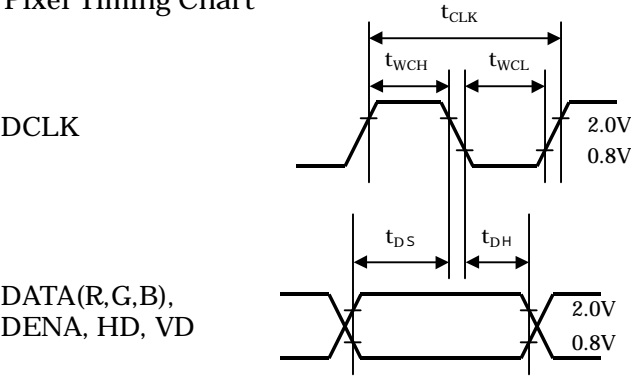 Pixel Timing Chart
tCLK
tWCH
tWCL
DCLK
2.0V
0.8V
tDS
tDH
DATA(R,G,B),
DENA, HD, VD
2.0V
0.8V